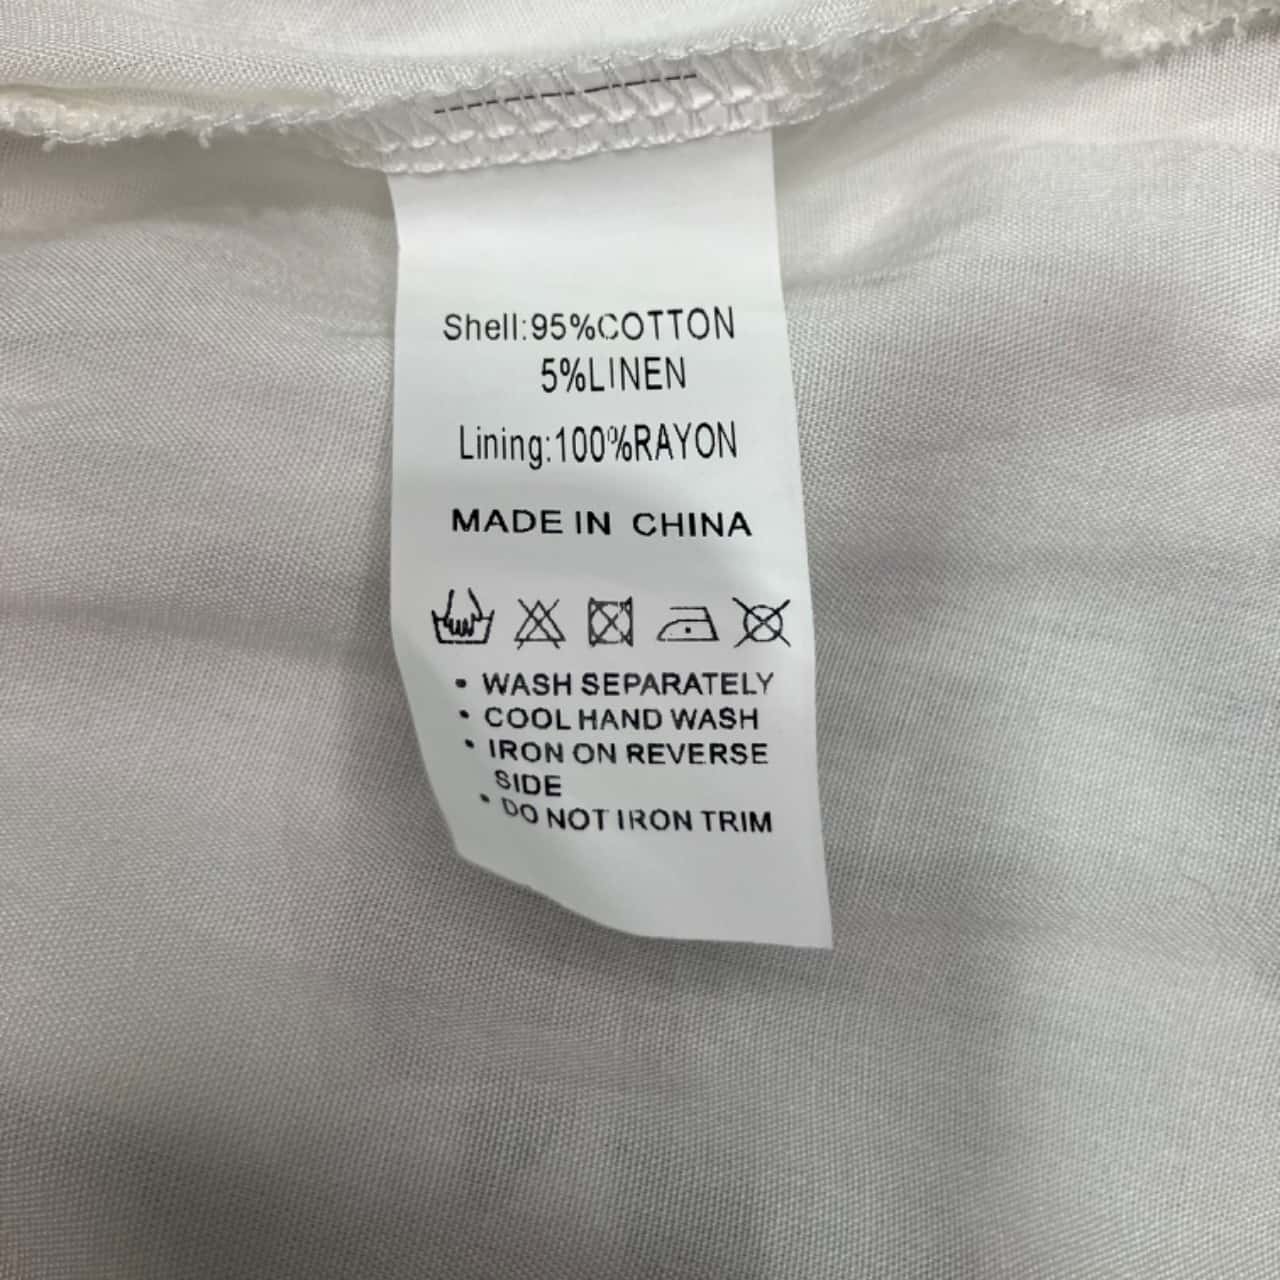 Shell:95%COTTON
5%LINEN
Lining:100%RAYON
MADE IN CHINA
• WASH SEPARATELY
• COOL HAND WASH
• IRON ON REVERSE
SIDE
• DO NOT IRON TRIM